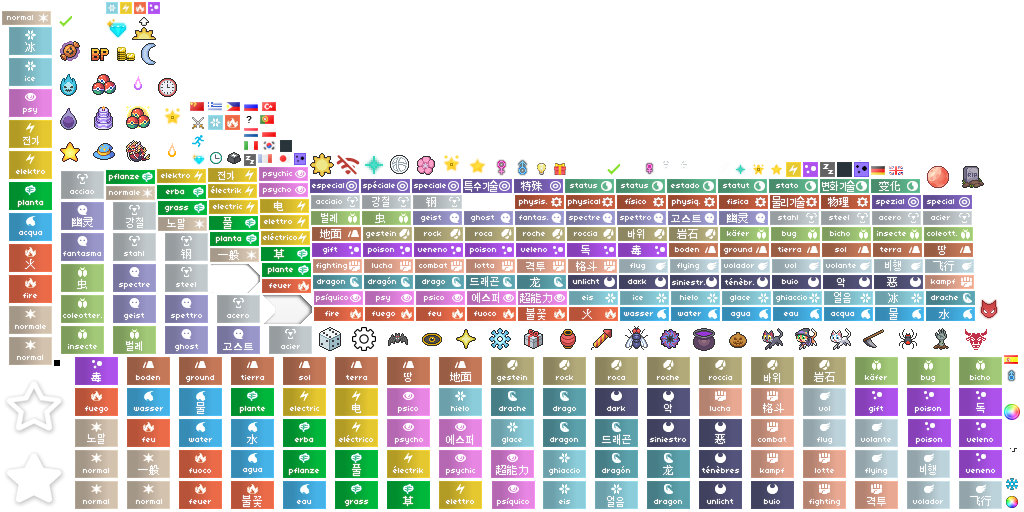 normal
冰
ice
psy
전기
elektro
planta
acqua
火
fire
normale
normal
BP
?
acciao
幽灵
fantasma
虫
coleotter.
insecte
pflanze
normale
강철
stahl
spectre
geist
벌레
elektro
erba
grass
노말
钢
steel
spettro
ghost
전기
électrik
풀
planta
一般
acero
고스트
psychic
psycho
电
elettro
eléctrico
草
plante
feuer
acier
especial spéciale speciale 특수기술 特殊 status status estado statut stato 변화기술 变化
acciaio 강철 钢 physis. physical físico physiq. fisico 물리기술 物理 spezial special
벌레 虫 geist ghost fantas. spectre spettro 고스트 幽灵 stahl steel acero acier
地面 gestein rock roca roche roccia 바위 岩石 käfer bug bicho insecte coleott.
gift poison veneno poison veleno 독 毒 boden ground tierra sol terra 땅
fighting lucha combat lotta 격투 格斗 flug flying volador vol volante 비행 飞行
dragon dragón drago 드래곤 龙 unlicht dark siniestr. ténèbr. buio 악 恶 kampf
psíquico psy psico 에스퍼 超能力 eis ice hielo glace ghiaccio 얼음 冰 drache
fire fuego feu fuoco 불꽃 火 wasser water agua eau acqua 물 水
RIP
毒 boden ground tierra sol terra 땅 地面 gestein rock roca roche roccia 바위 岩石 käfer bug bicho
fuego wasser 물 plante electric 电 psico hielo drache drago dark 악 lucha 格斗 vol gift poison 독
노말 feu water 水 erba eléctrico psycho 에스퍼 glace dragon 드래곤 siniestro 恶 combat flug volante poison veleno
normal 一般 fuoco agua pflanze 풀 électrik psychic 超能力 ghiaccio dragón 龙 ténèbres kampf lotte flying 비행 veneno
normal normal feuer 불꽃 eau grass 草 elettro psíquico eis 얼음 dragon unlicht buio fighting 격투 volador 飞行